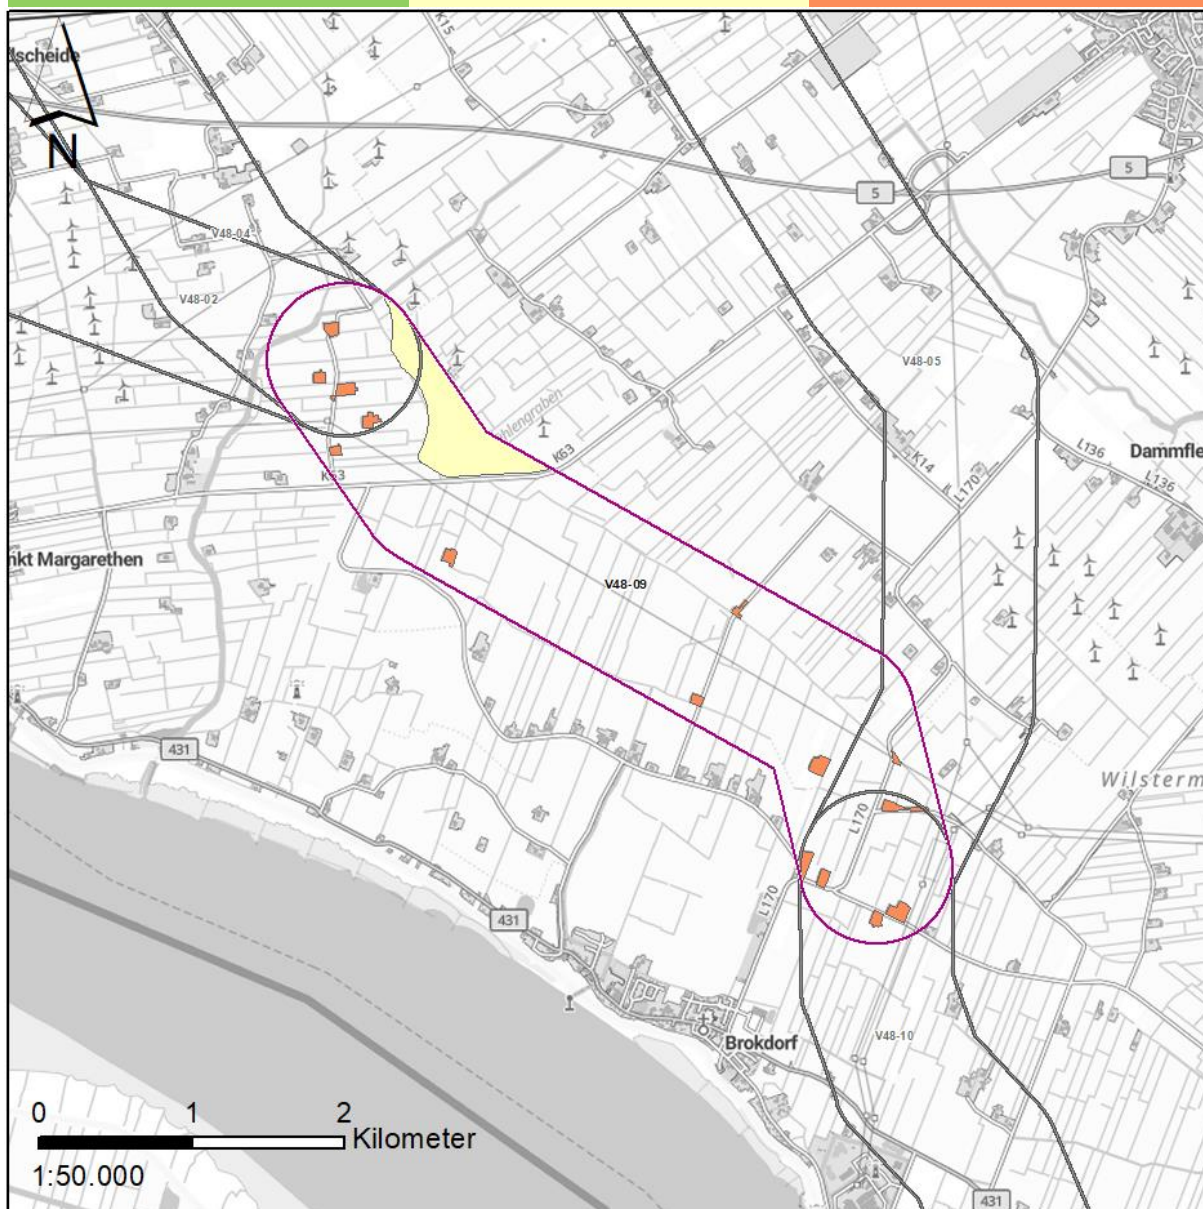 dscheide
K15
N
5
5
V48-04
V48-02
V48-05
K63
K63
K14
L170
L136
L136
Dammfle
nkt Margarethen
V48-09
431
Wilsterm
L170
L170
431
Brokdorf
V48-10
0 1 2 Kilometer
1:50.000
431